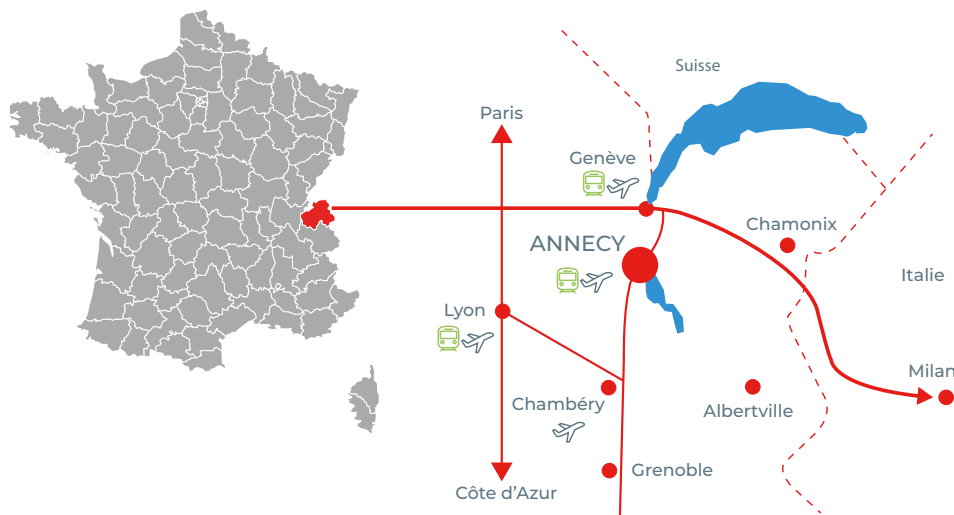 Suisse
Paris
Genève
Chamonix
ANNECY
Italie
Lyon
Milan
Chambéry
Albertville
Grenoble
Côte d'Azur